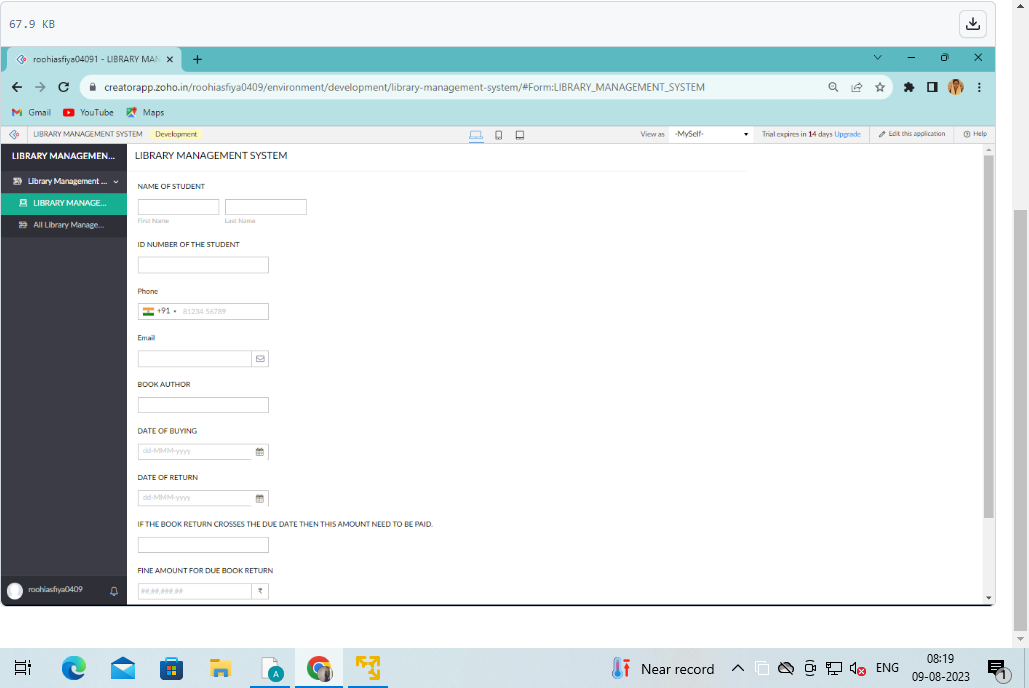 67.9 KB
roohiasfiya04091 - LIBRARY MAN
creatorapp.zoho.in/roohiasfiya0409/environment/development/library-management-system/#Form:LIBRARY_MANAGEMENT_SYSTEM
Gmail YouTube Maps
LIBRARY MANAGEMENT SYSTEM Development View as -MySelf- Trial expires in 14 days Upgrade Edit this application Help
LIBRARY MANAGEMEN...
Library Management ...
LIBRARY MANAGE...
All Library Manage...
roohiasfiya0409
LIBRARY MANAGEMENT SYSTEM
NAME OF STUDENT
First Name Last Name
ID NUMBER OF THE STUDENT
Phone
+91 81234 56789
Email
BOOK AUTHOR
DATE OF BUYING
dd-MMM-yyyy
DATE OF RETURN
dd-MMM-yyyy
IF THE BOOK RETURN CROSSES THE DUE DATE THEN THIS AMOUNT NEED TO BE PAID.
FINE AMOUNT FOR DUE BOOK RETURN
##,##,###.## ₹
Near record ENG 08:19
09-08-2023
1